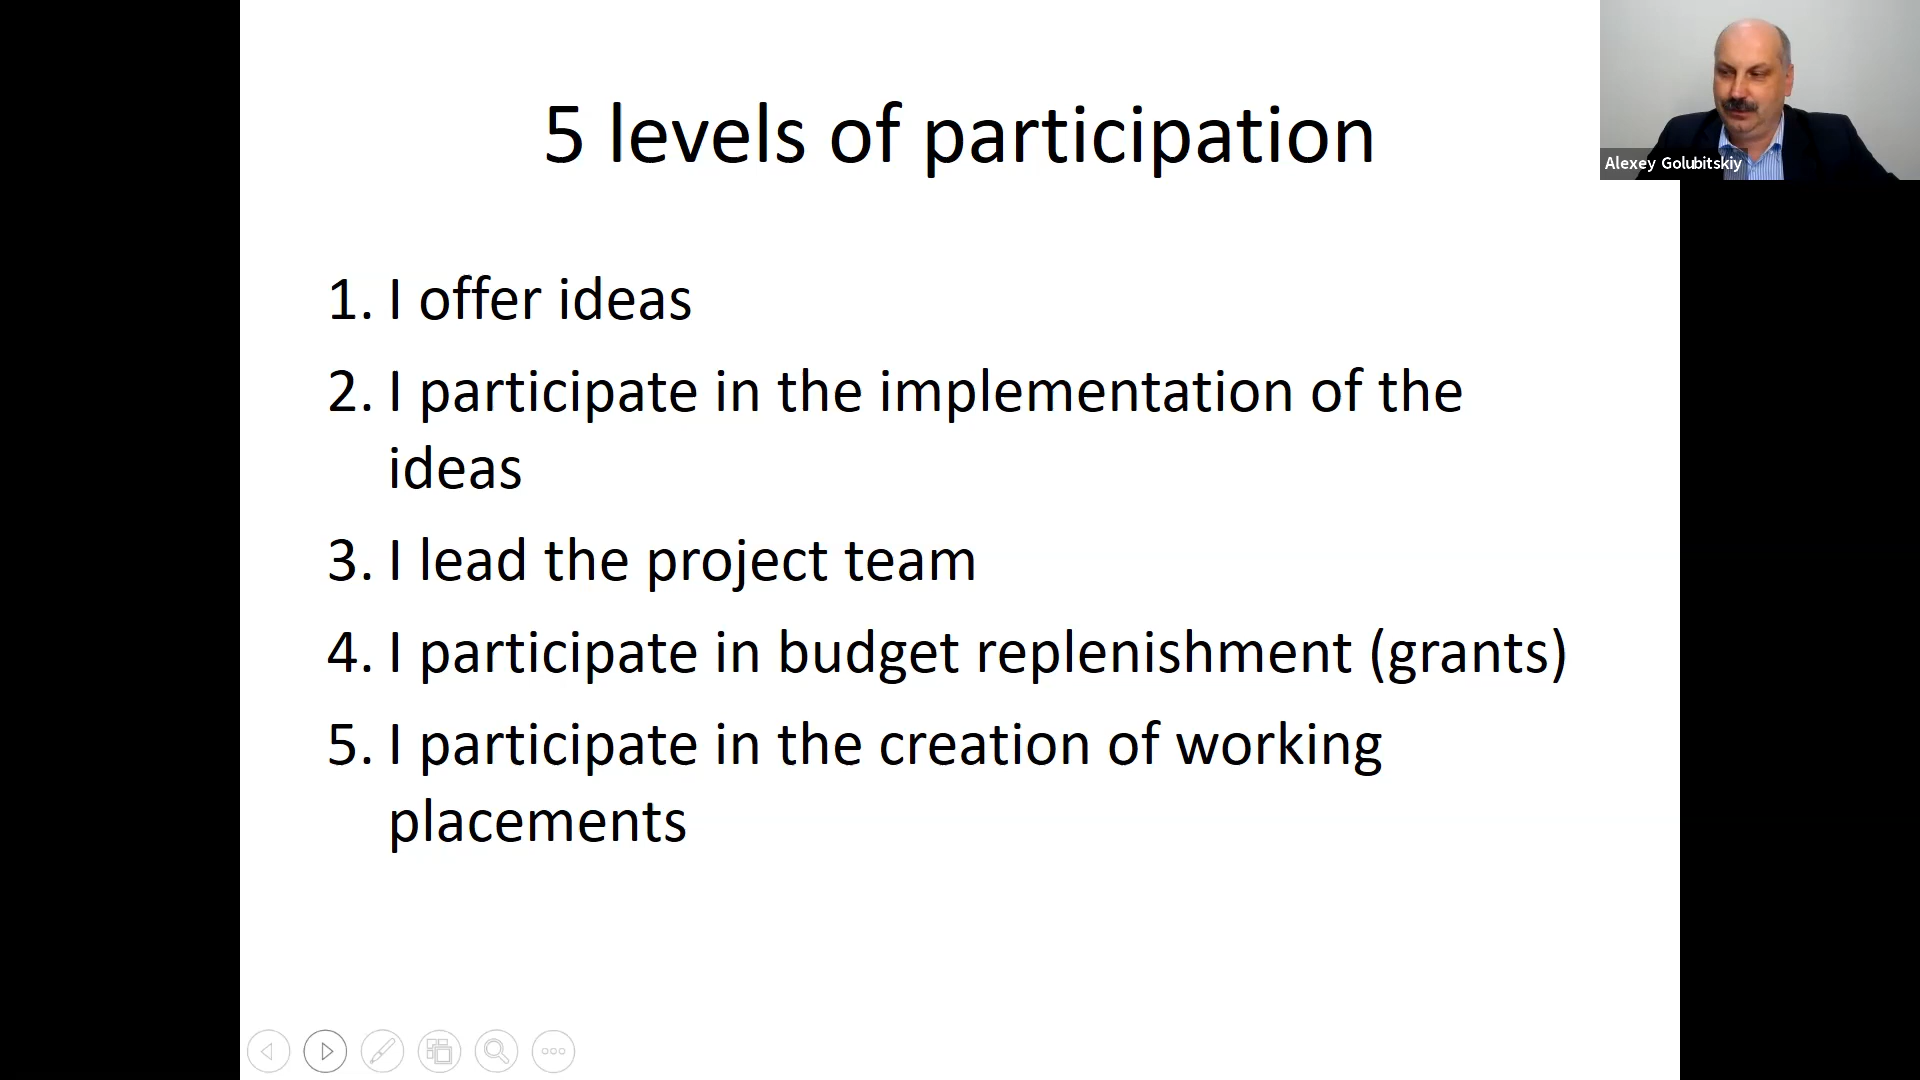 5 levels of participation
Alexey Golubitskiy
1. I offer ideas
2. I participate in the implementation of the
ideas
3. I lead the project team
4. I participate in budget replenishment (grants)
5. I participate in the creation of working
placements